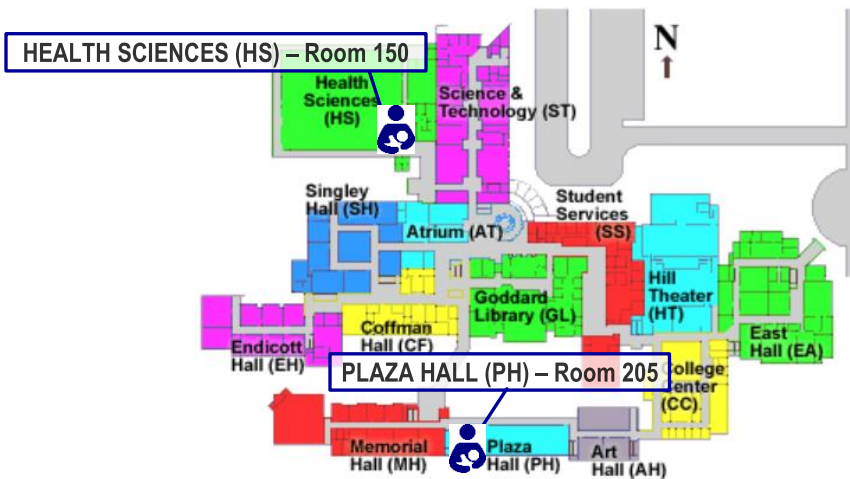 HEALTH SCIENCES (HS) – Room 150
N
Health
Sciences
(HS)
Science &
Technology (ST)
Singley
Hall (SH)
Student
Services
(SS)
Atrium (AT)
Hill
Theater
(HT)
Goddard
Library (GL)
Coffman
Hall (CF)
East
Hall (EA)
Endicott
Hall (EH)
PLAZA HALL (PH) – Room 205
College
Center
(CC)
Memorial
Hall (MH)
Plaza
Hall (PH)
Art
Hall (AH)